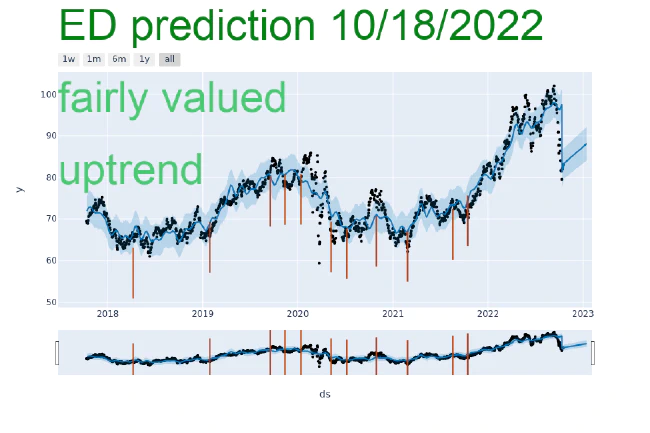 ED prediction 10/18/2022
1w 1m 6m 1y all
fairly valued
uptrend
100
90
80
70
60
50
y
2018 2019 2020 2021 2022 2023
ds